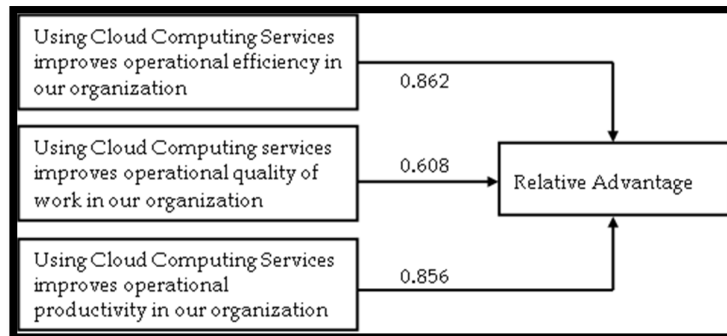 Using Cloud Computing Services
improves operational efficiency in
our organization
0.862
Using Cloud Computing services
improves operational quality of
work in our organization
0.608
Relative Advantage
Using Cloud Computing Services
improves operational
productivity in our organization
0.856